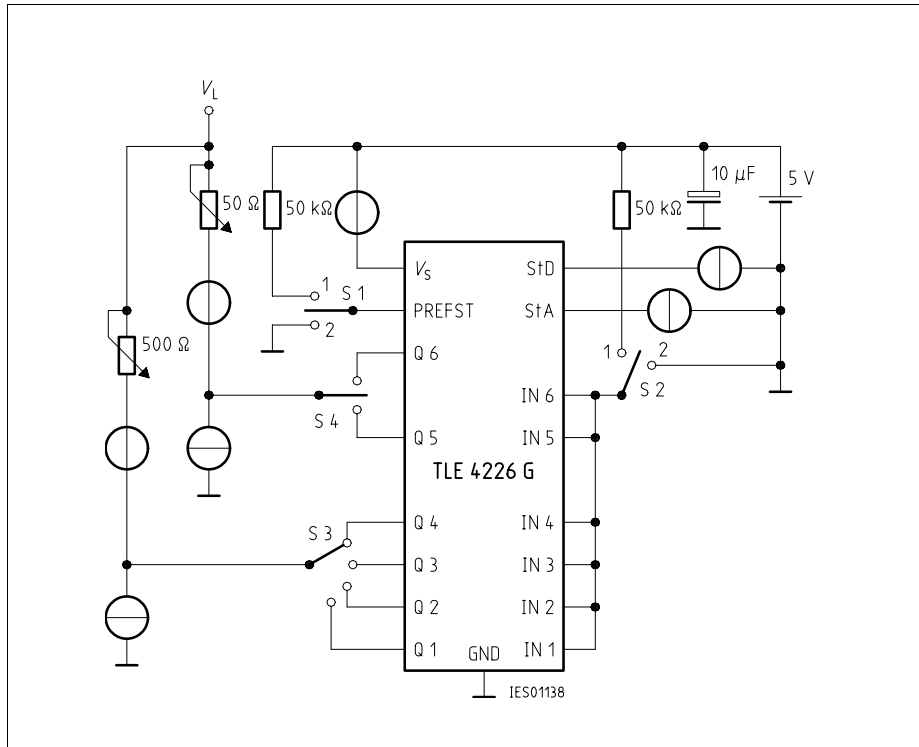 V_L
10 µF
5 V
50 Ω
50 kΩ
50 kΩ
V_S
StD
1
S 1
PREFST
StA
2
500 Ω
Q 6
1
2
S 2
IN 6
S 4
Q 5
IN 5
TLE 4226 G
S 3
Q 4
IN 4
Q 3
IN 3
Q 2
IN 2
Q 1
GND
IN 1
IES01138